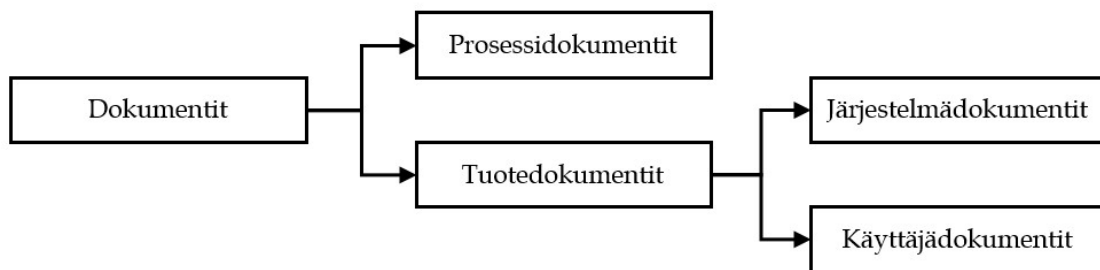 Prosessidokumentit
Dokumentit
Järjestelmädokumentit
Tuotedokumentit
Käyttäjädokumentit